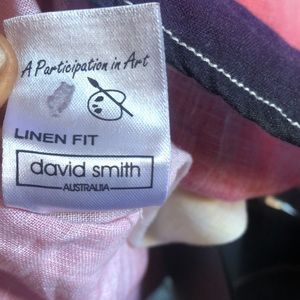 A Participation in Art
LINEN FIT
david smith
AUSTRALIA